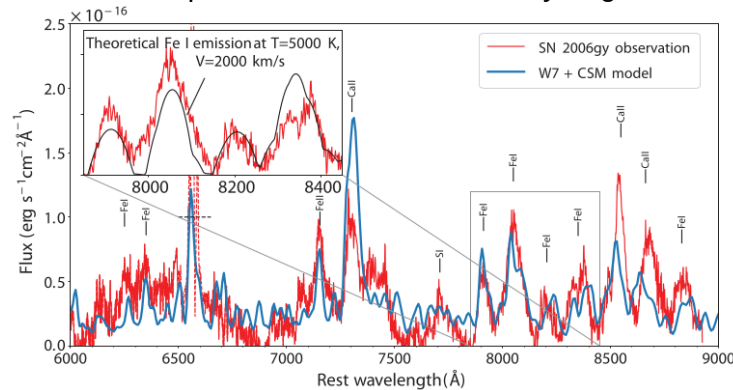 ×10⁻¹⁶
2.5
2.0
1.5
1.0
0.5
0.0
Flux (erg s⁻¹cm⁻²Å⁻¹)
Theoretical Fe I emission at T=5000 K,
V=2000 km/s
8000 8200 8400
SN 2006gy observation
W7 + CSM model
FeI
FeI
FeII
CaII
SI
FeI
FeI
FeI
FeI
CaII
CaII
FeI
6000 6500 7000 7500 8000 8500 9000
Rest wavelength (Å)